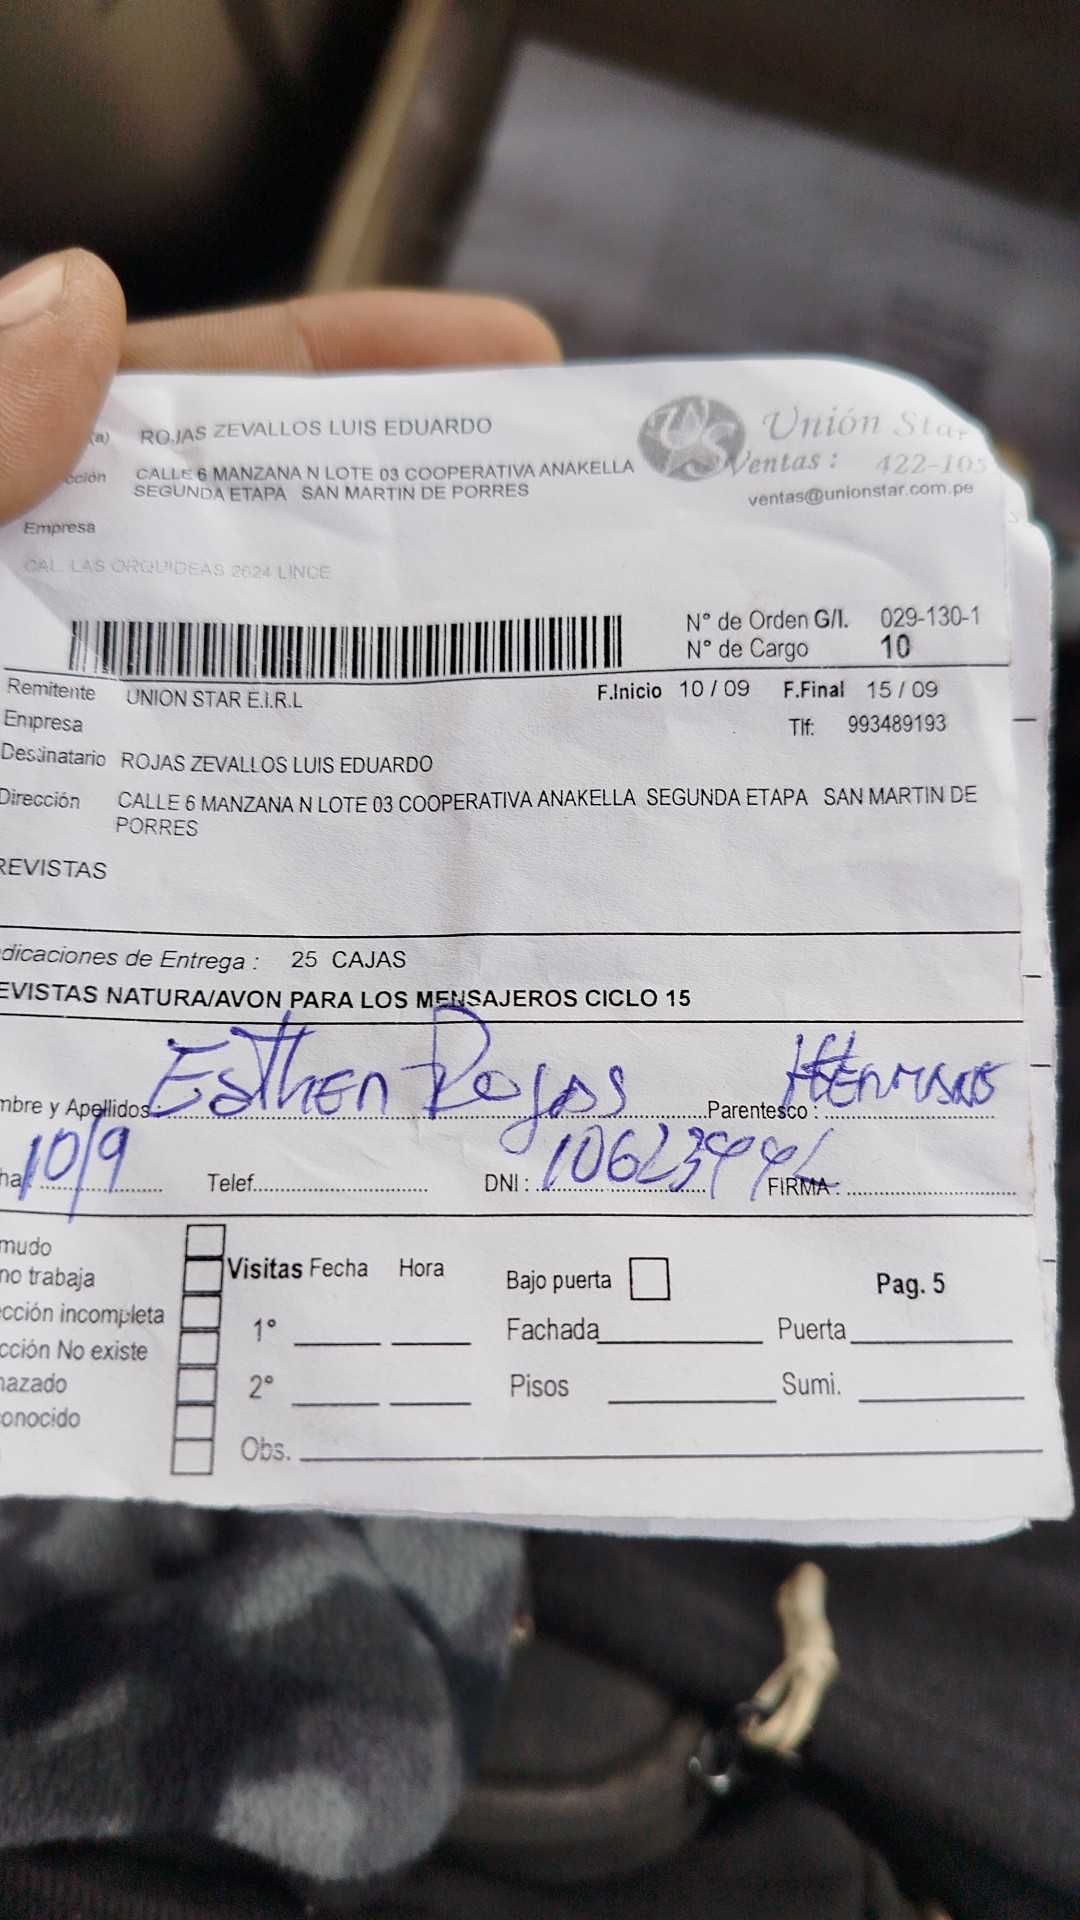 (a) ROJAS ZEVALLOS LUIS EDUARDO
Unión Star
cción CALLE 6 MANZANA N LOTE 03 COOPERATIVA ANAKELLA
SEGUNDA ETAPA SAN MARTIN DE PORRES
Ventas: 422-105
ventas@unionstar.com.pe
Empresa
CAL. LAS ORQUIDEAS 2624 LINCE
N° de Orden G/I. 029-130-1
N° de Cargo 10
Remitente UNION STAR E.I.R.L
F.Inicio 10 / 09 F.Final 15 / 09
Empresa
Tlf: 993489193
Destinatario ROJAS ZEVALLOS LUIS EDUARDO
Dirección CALLE 6 MANZANA N LOTE 03 COOPERATIVA ANAKELLA SEGUNDA ETAPA SAN MARTIN DE
PORRES
REVISTAS
dicaciones de Entrega : 25 CAJAS
EVISTAS NATURA/AVON PARA LOS MENSAJEROS CICLO 15
mbre y Apellidos: Esther Rojas Parentesco :
ha 10/9 Telef. DNI : FIRMA :
mudo
no trabaja
cción incompleta
cción No existe
hazado
conocido
Visitas Fecha Hora
1°
2°
Obs.
Bajo puerta
Pag. 5
Fachada Puerta
Pisos Sumi.